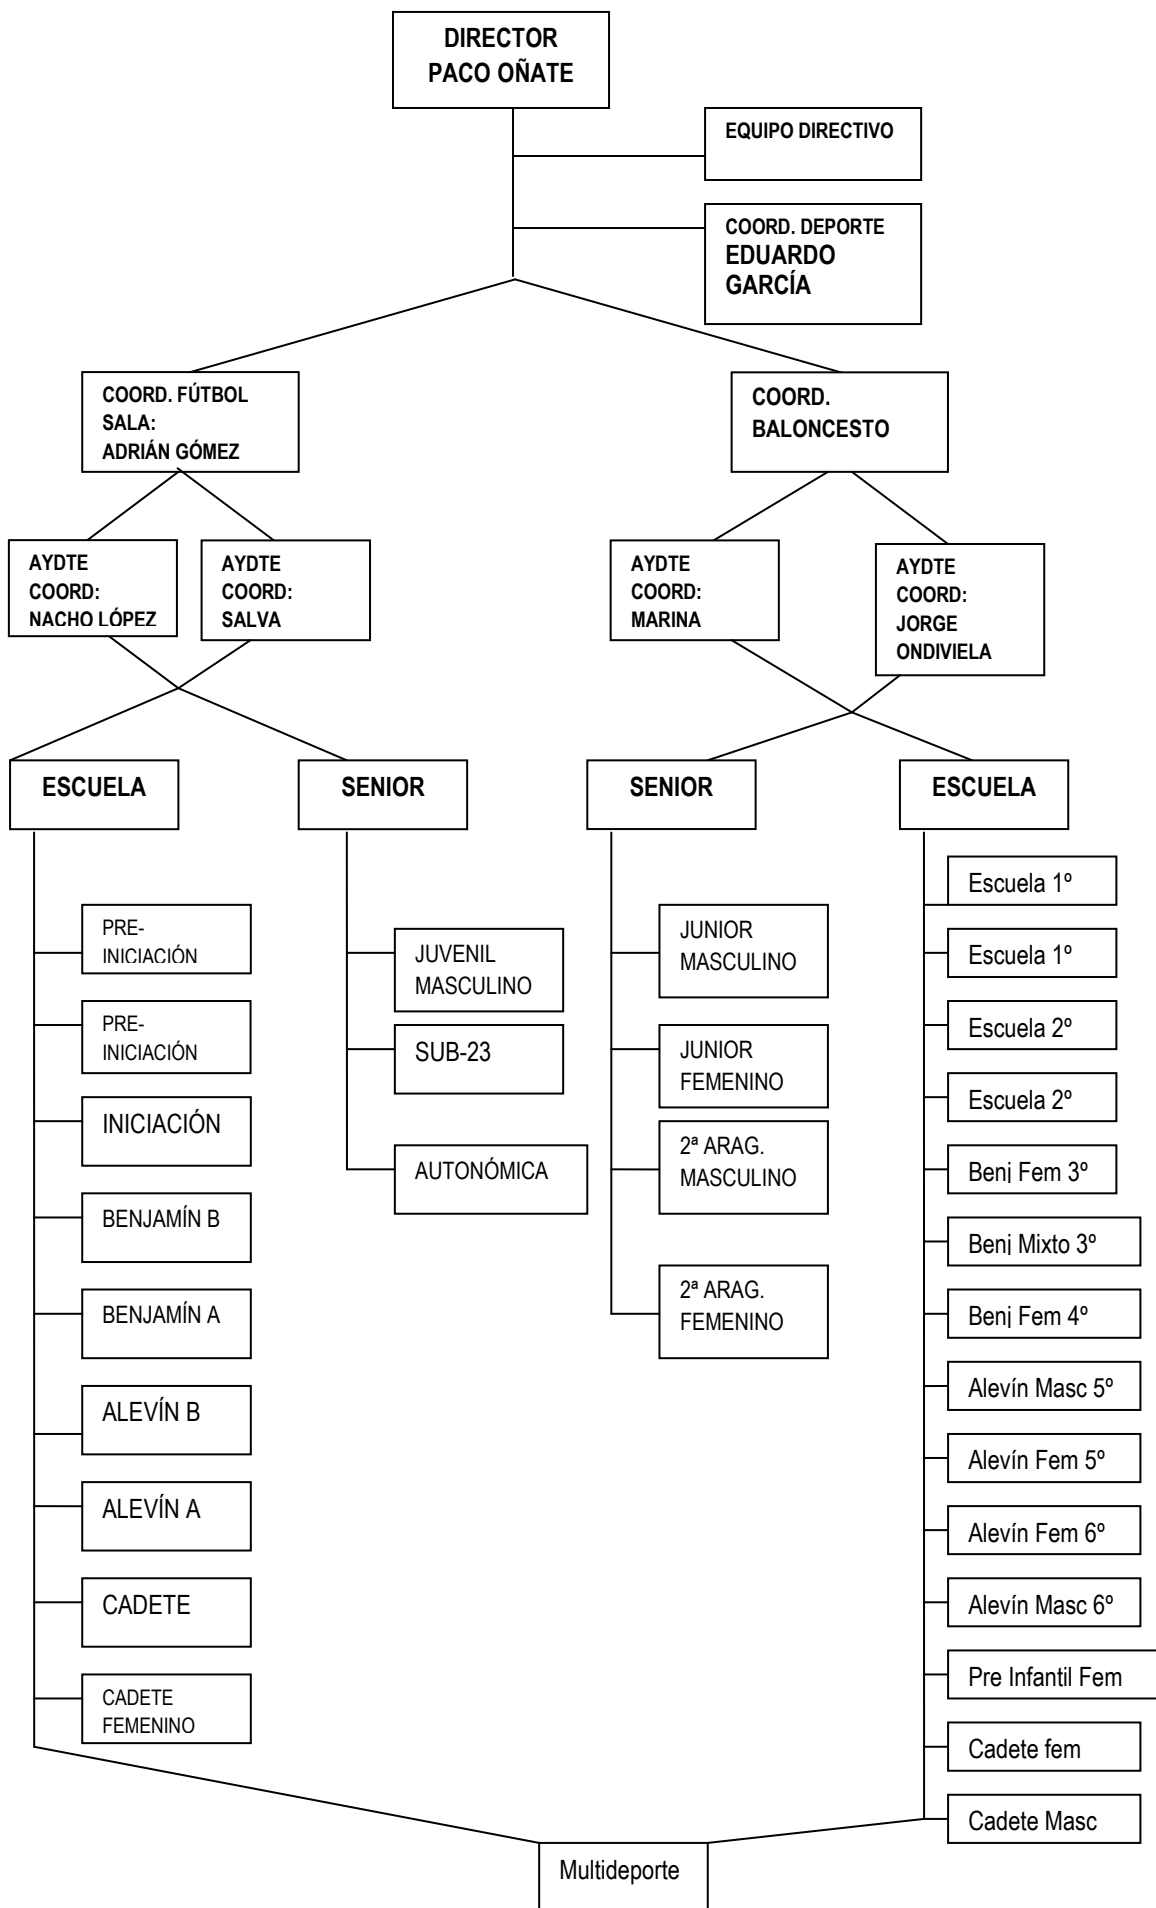 DIRECTOR
PACO OÑATE
EQUIPO DIRECTIVO
COORD. DEPORTE
EDUARDO
GARCÍA
COORD. FÚTBOL
SALA:
ADRIÁN GÓMEZ
COORD.
BALONCESTO
AYDTE
COORD:
NACHO LÓPEZ
AYDTE
COORD:
SALVA
AYDTE
COORD:
MARINA
AYDTE
COORD:
JORGE
ONDIVIELA
ESCUELA
SENIOR
SENIOR
ESCUELA
PRE-
INICIACIÓN
PRE-
INICIACIÓN
INICIACIÓN
BENJAMÍN B
BENJAMÍN A
ALEVÍN B
ALEVÍN A
CADETE
CADETE
FEMENINO
JUVENIL
MASCULINO
SUB-23
AUTONÓMICA
JUNIOR
MASCULINO
JUNIOR
FEMENINO
2ª ARAG.
MASCULINO
2ª ARAG.
FEMENINO
Escuela 1º
Escuela 1º
Escuela 2º
Escuela 2º
Benj Fem 3º
Benj Mixto 3º
Benj Fem 4º
Alevín Masc 5º
Alevín Fem 5º
Alevín Fem 6º
Alevín Masc 6º
Pre Infantil Fem
Cadete fem
Cadete Masc
Multideporte